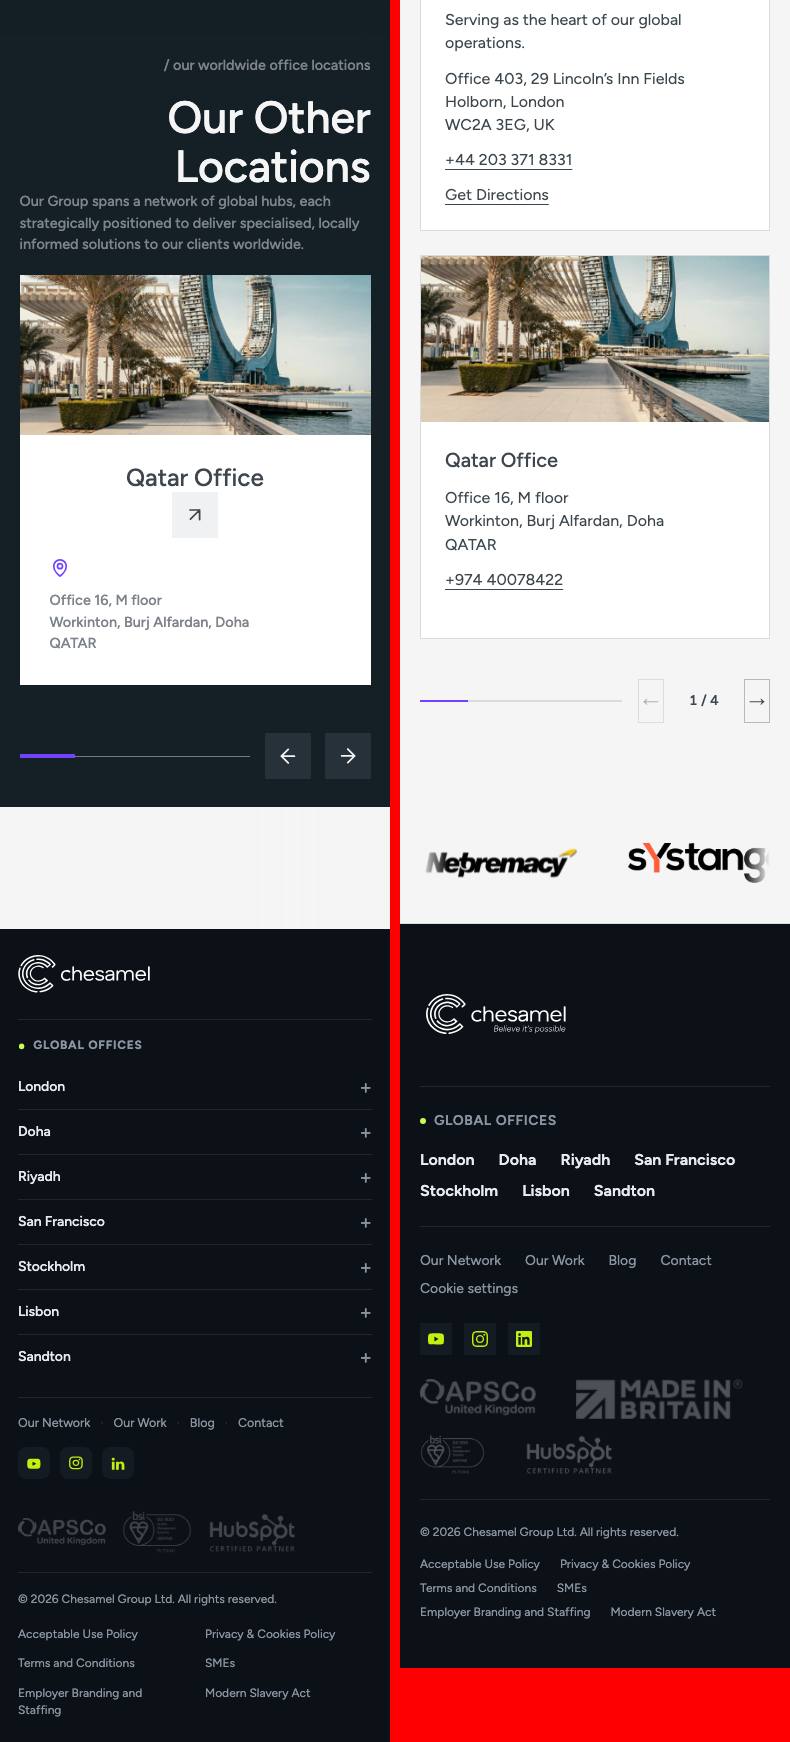 / our worldwide office locations
Our Other
Locations
Our Group spans a network of global hubs, each
strategically positioned to deliver specialised, locally
informed solutions to our clients worldwide.
Qatar Office
Office 16, M floor
Workinton, Burj Alfardan, Doha
QATAR
chesamel
GLOBAL OFFICES
London
Doha
Riyadh
San Francisco
Stockholm
Lisbon
Sandton
Our Network · Our Work · Blog · Contact
APSCo
United Kingdom
bsi
HubSpot
CERTIFIED PARTNER
© 2026 Chesamel Group Ltd. All rights reserved.
Acceptable Use Policy Privacy & Cookies Policy
Terms and Conditions SMEs
Employer Branding and Modern Slavery Act
Staffing
Serving as the heart of our global
operations.
Office 403, 29 Lincoln’s Inn Fields
Holborn, London
WC2A 3EG, UK
+44 203 371 8331
Get Directions
Qatar Office
Office 16, M floor
Workinton, Burj Alfardan, Doha
QATAR
+974 40078422
← 1 / 4 →
Netpremacy sYstang
chesamel
Believe it's possible
GLOBAL OFFICES
London Doha Riyadh San Francisco
Stockholm Lisbon Sandton
Our Network Our Work Blog Contact
Cookie settings
APSCo
United Kingdom
MADE IN
BRITAIN®
bsi
HubSpot
CERTIFIED PARTNER
© 2026 Chesamel Group Ltd. All rights reserved.
Acceptable Use Policy Privacy & Cookies Policy
Terms and Conditions SMEs
Employer Branding and Staffing Modern Slavery Act